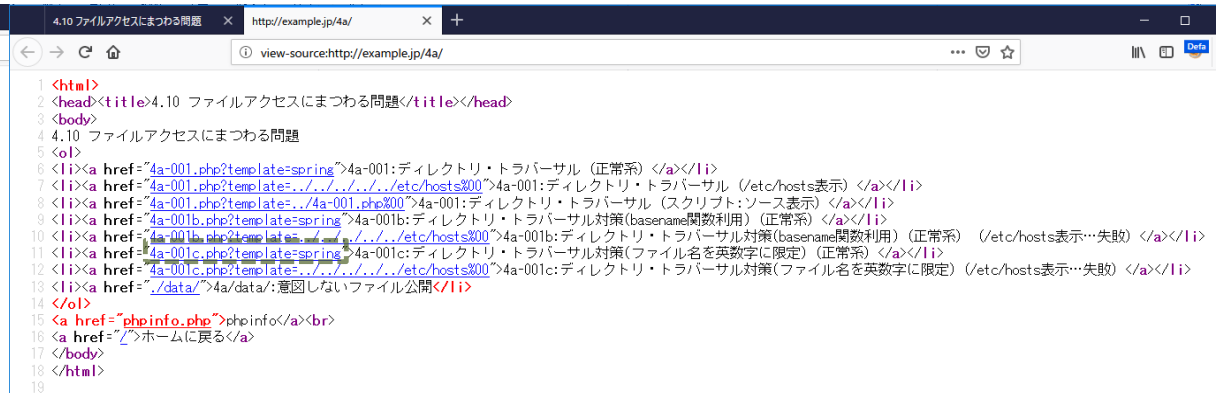 4.10 ファイルアクセスにまつわる問題 × http://example.jp/4a/ × +
view-source:http://example.jp/4a/ Defa
1 <html>
2 <head><title>4.10 ファイルアクセスにまつわる問題</title></head>
3 <body>
4 4.10 ファイルアクセスにまつわる問題
5 <ol>
6 <li><a href="4a-001.php?template=spring">4a-001:ディレクトリ・トラバーサル（正常系）</a></li>
7 <li><a href="4a-001.php?template=../../../../../etc/hosts%00">4a-001:ディレクトリ・トラバーサル（/etc/hosts表示）</a></li>
8 <li><a href="4a-001.php?template=../4a-001.php%00">4a-001:ディレクトリ・トラバーサル（スクリプト:ソース表示）</a></li>
9 <li><a href="4a-001b.php?template=spring">4a-001b:ディレクトリ・トラバーサル対策(basename関数利用)（正常系）</a></li>
10 <li><a href="4a-001b.php?template=../../../../../etc/hosts%00">4a-001b:ディレクトリ・トラバーサル対策(basename関数利用)（正常系）（/etc/hosts表示…失敗）</a></li>
11 <li><a href="4a-001c.php?template=spring">4a-001c:ディレクトリ・トラバーサル対策(ファイル名を英数字に限定)（正常系）</a></li>
12 <li><a href="4a-001c.php?template=../../../../../etc/hosts%00">4a-001c:ディレクトリ・トラバーサル対策(ファイル名を英数字に限定)（/etc/hosts表示…失敗）</a></li>
13 <li><a href="./data/">4a/data/:意図しないファイル公開</li>
14 </ol>
15 <a href="phpinfo.php">phpinfo</a><br>
16 <a href="/">ホームに戻る</a>
17 </body>
18 </html>
19